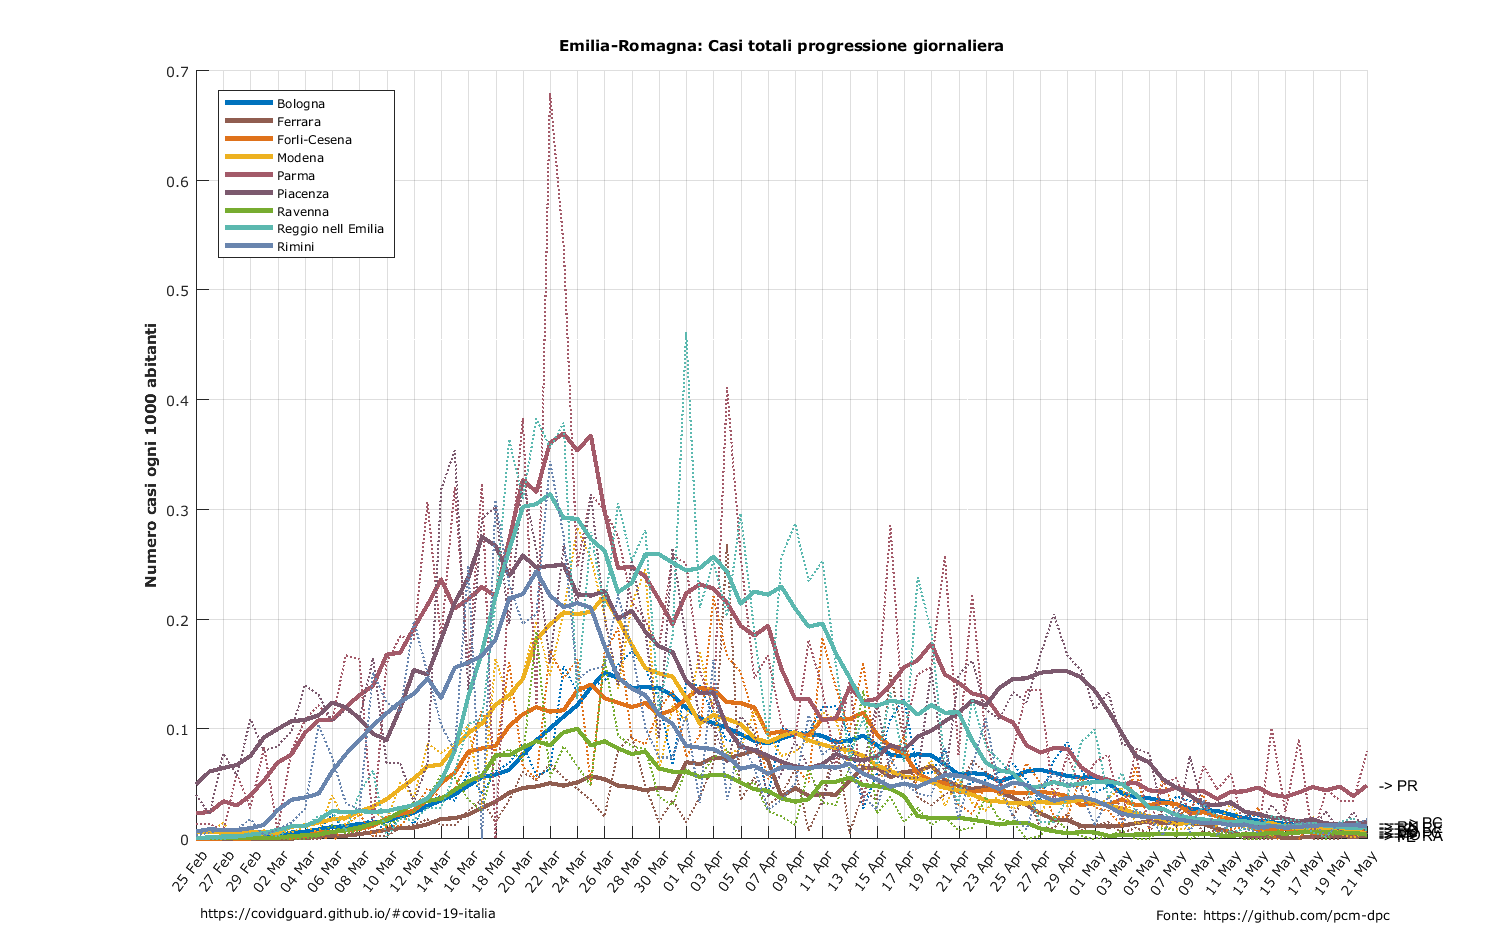 Emilia-Romagna: Casi totali progressione giornaliera
Numero casi ogni 1000 abitanti
0.7
0.6
0.5
0.4
0.3
0.2
0.1
0
Bologna
Ferrara
Forli-Cesena
Modena
Parma
Piacenza
Ravenna
Reggio nell Emilia
Rimini
-> PR
25 Feb
27 Feb
29 Feb
02 Mar
04 Mar
06 Mar
08 Mar
10 Mar
12 Mar
14 Mar
16 Mar
18 Mar
20 Mar
22 Mar
24 Mar
26 Mar
28 Mar
30 Mar
01 Apr
03 Apr
05 Apr
07 Apr
09 Apr
11 Apr
13 Apr
15 Apr
17 Apr
19 Apr
21 Apr
23 Apr
25 Apr
27 Apr
29 Apr
01 May
03 May
05 May
07 May
09 May
11 May
13 May
15 May
17 May
19 May
21 May
https://covidguard.github.io/#covid-19-italia
Fonte: https://github.com/pcm-dpc